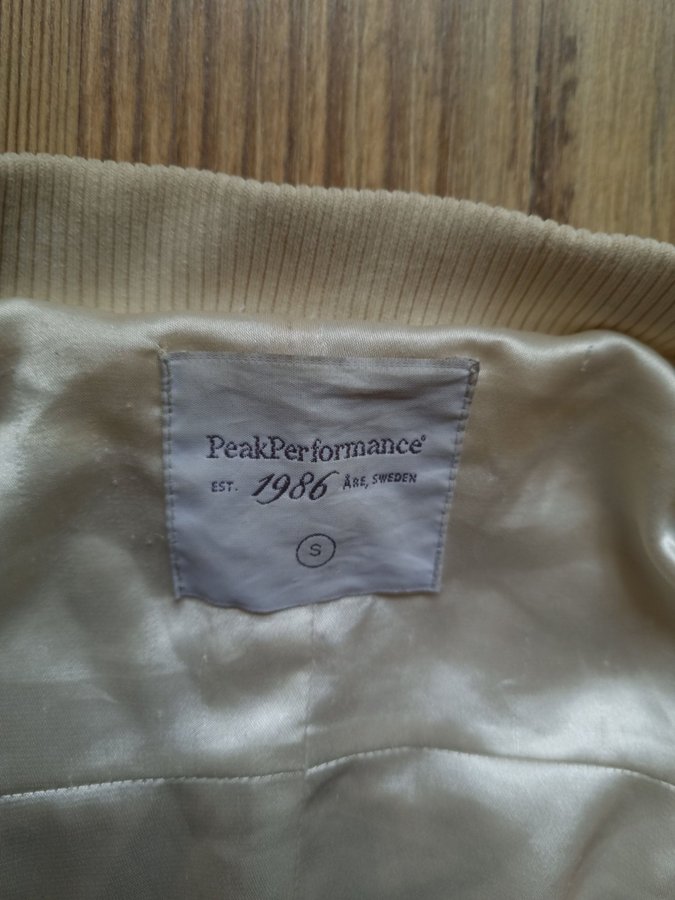 PeakPerformance®
EST. 1986 ÅRE, SWEDEN
S